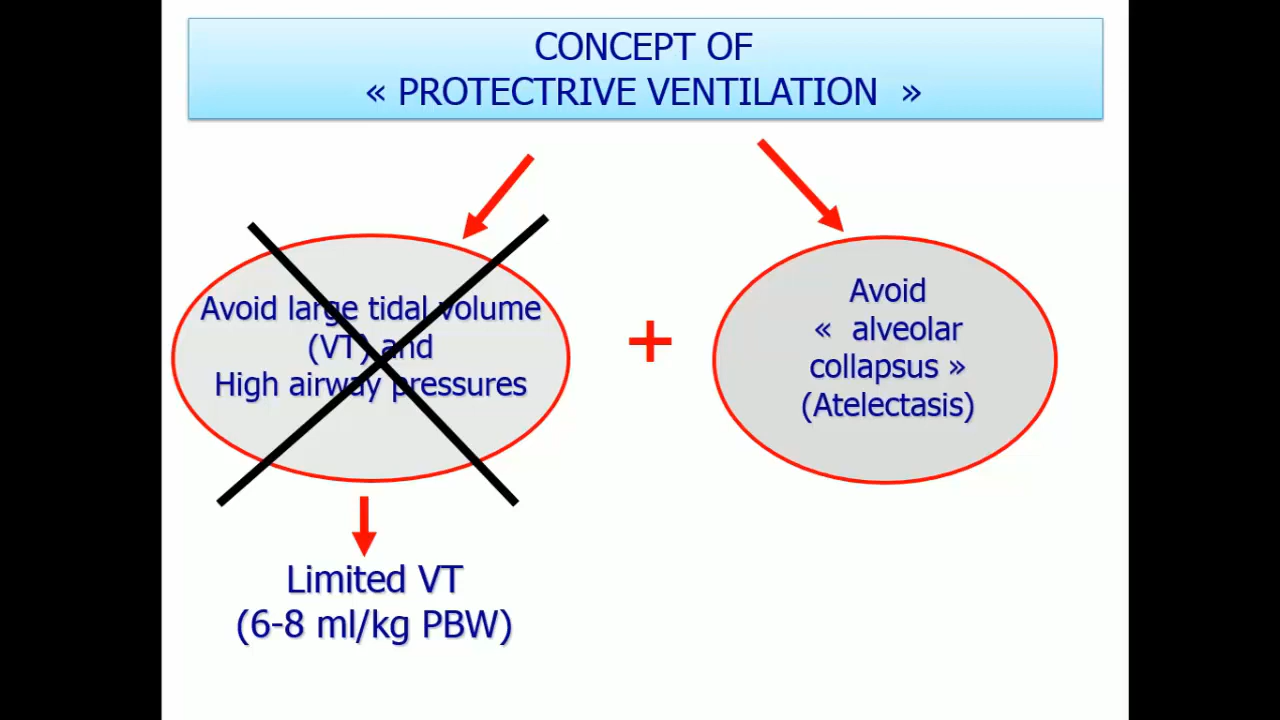 CONCEPT OF
« PROTECTRIVE VENTILATION »
Avoid large tidal volume
(VT) and
High airway pressures
+
Avoid
« alveolar
collapsus »
(Atelectasis)
Limited VT
(6-8 ml/kg PBW)